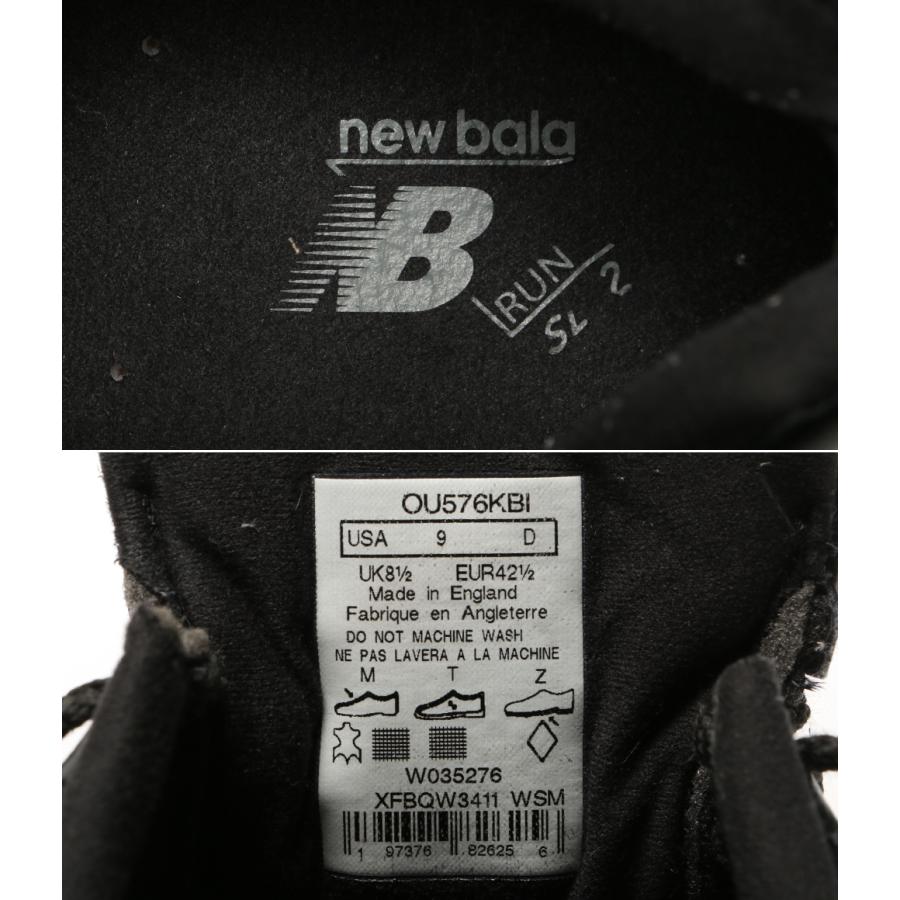 new bala
NB
RUN
SL 2
OU576KBI
USA 9 D
UK8½ EUR42½
Made in England
Fabrique en Angleterre
DO NOT MACHINE WASH
NE PAS LAVERA A LA MACHINE
M T Z
W035276
XFBQW3411 WSM
1 97376 82625 6